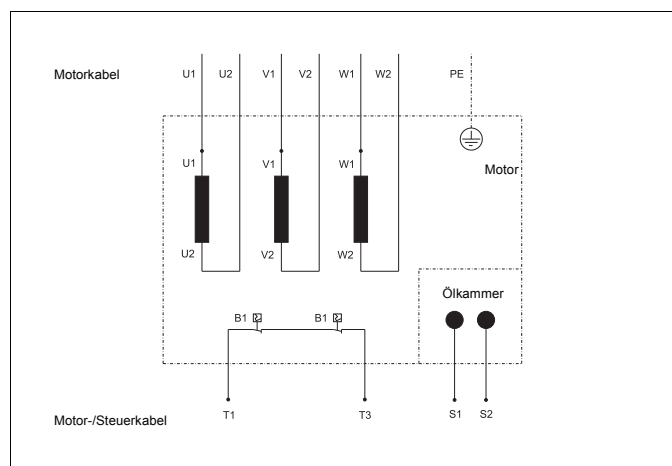 Motorkabel U1 U2 V1 V2 W1 W2 PE
U1 V1 W1 Motor
U2 V2 W2
Ölkammer
B1 B1
T1 T3 S1 S2
Motor-/Steuerkabel